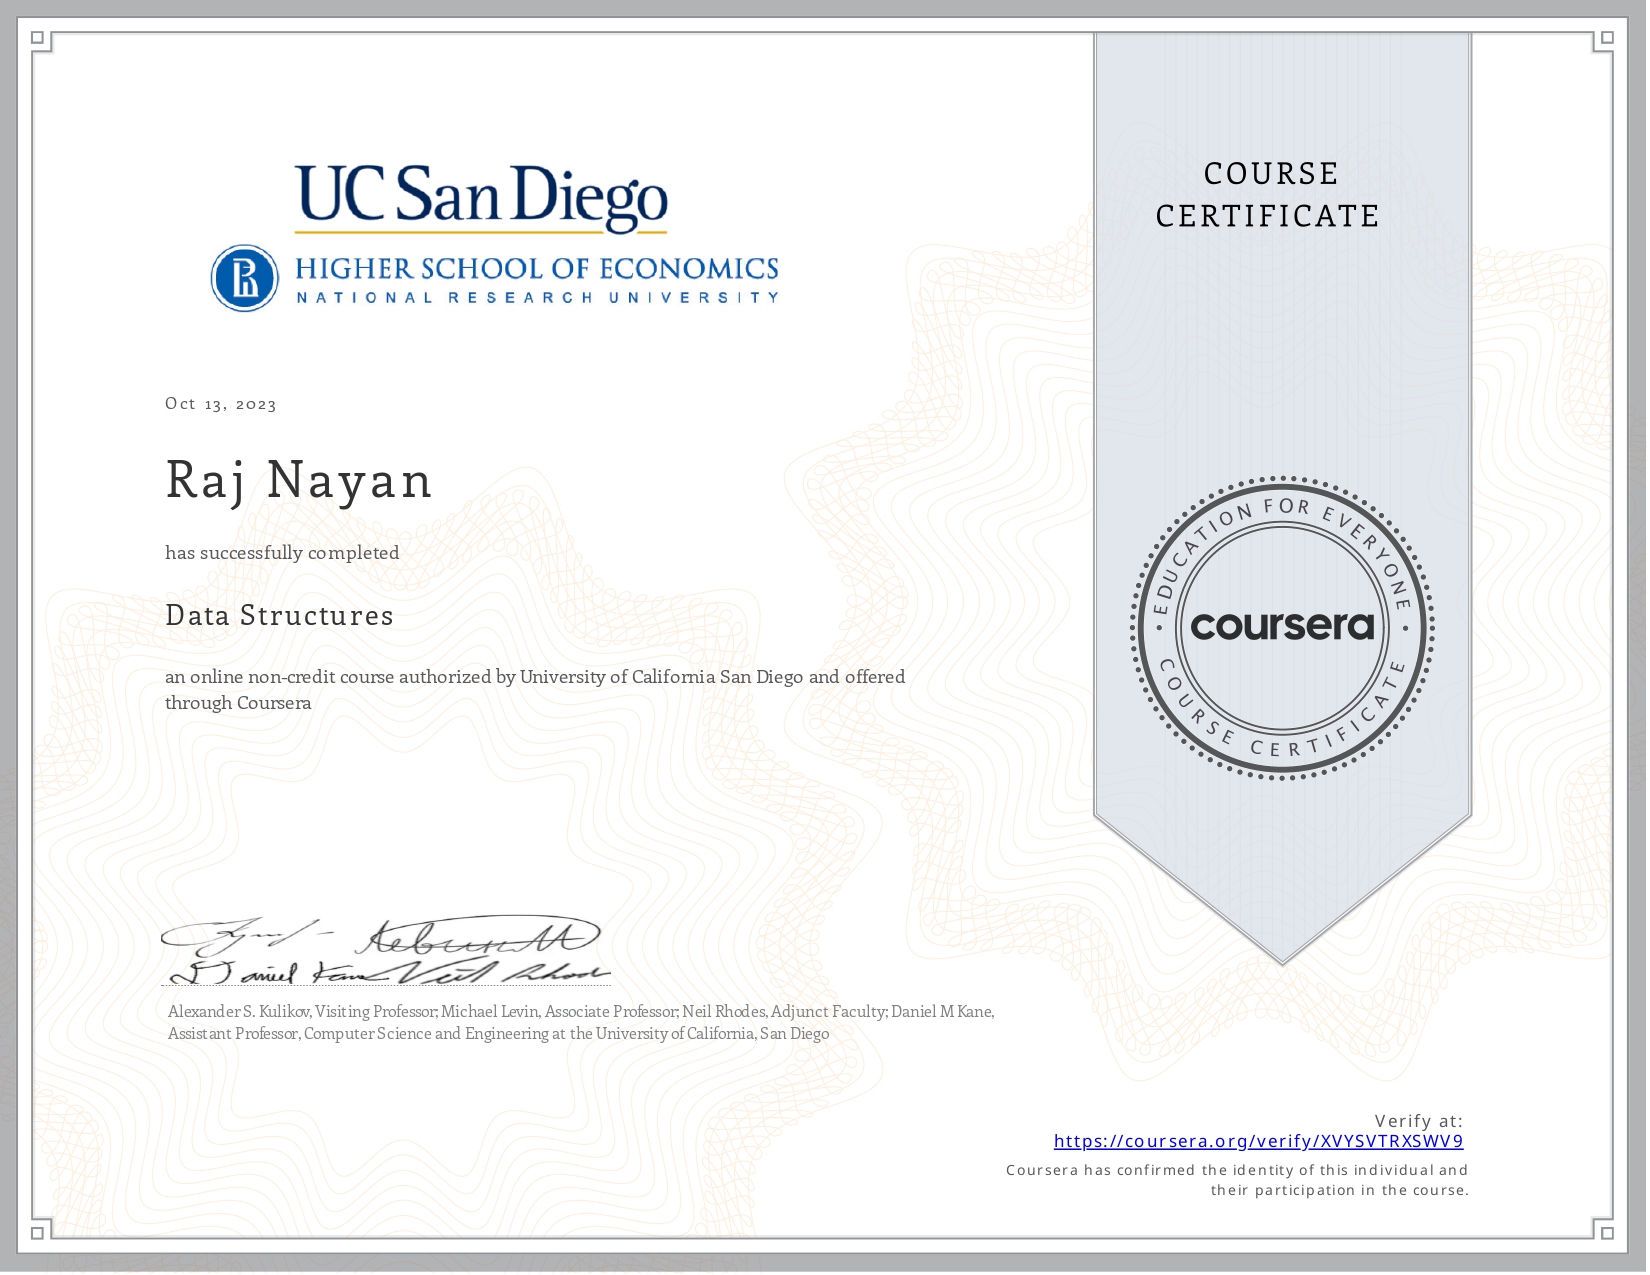 UC San Diego
HIGHER SCHOOL OF ECONOMICS
NATIONAL RESEARCH UNIVERSITY
COURSE
CERTIFICATE
Oct 13, 2023
Raj Nayan
has successfully completed
Data Structures
an online non-credit course authorized by University of California San Diego and offered
through Coursera
EDUCATION FOR EVERYONE
coursera
COURSE CERTIFICATE
Daniel Kane Neil Rhodes
Alexander S. Kulikov, Visiting Professor; Michael Levin, Associate Professor; Neil Rhodes, Adjunct Faculty; Daniel M Kane,
Assistant Professor, Computer Science and Engineering at the University of California, San Diego
Verify at:
https://coursera.org/verify/XVYSVTRXSWV9
Coursera has confirmed the identity of this individual and
their participation in the course.